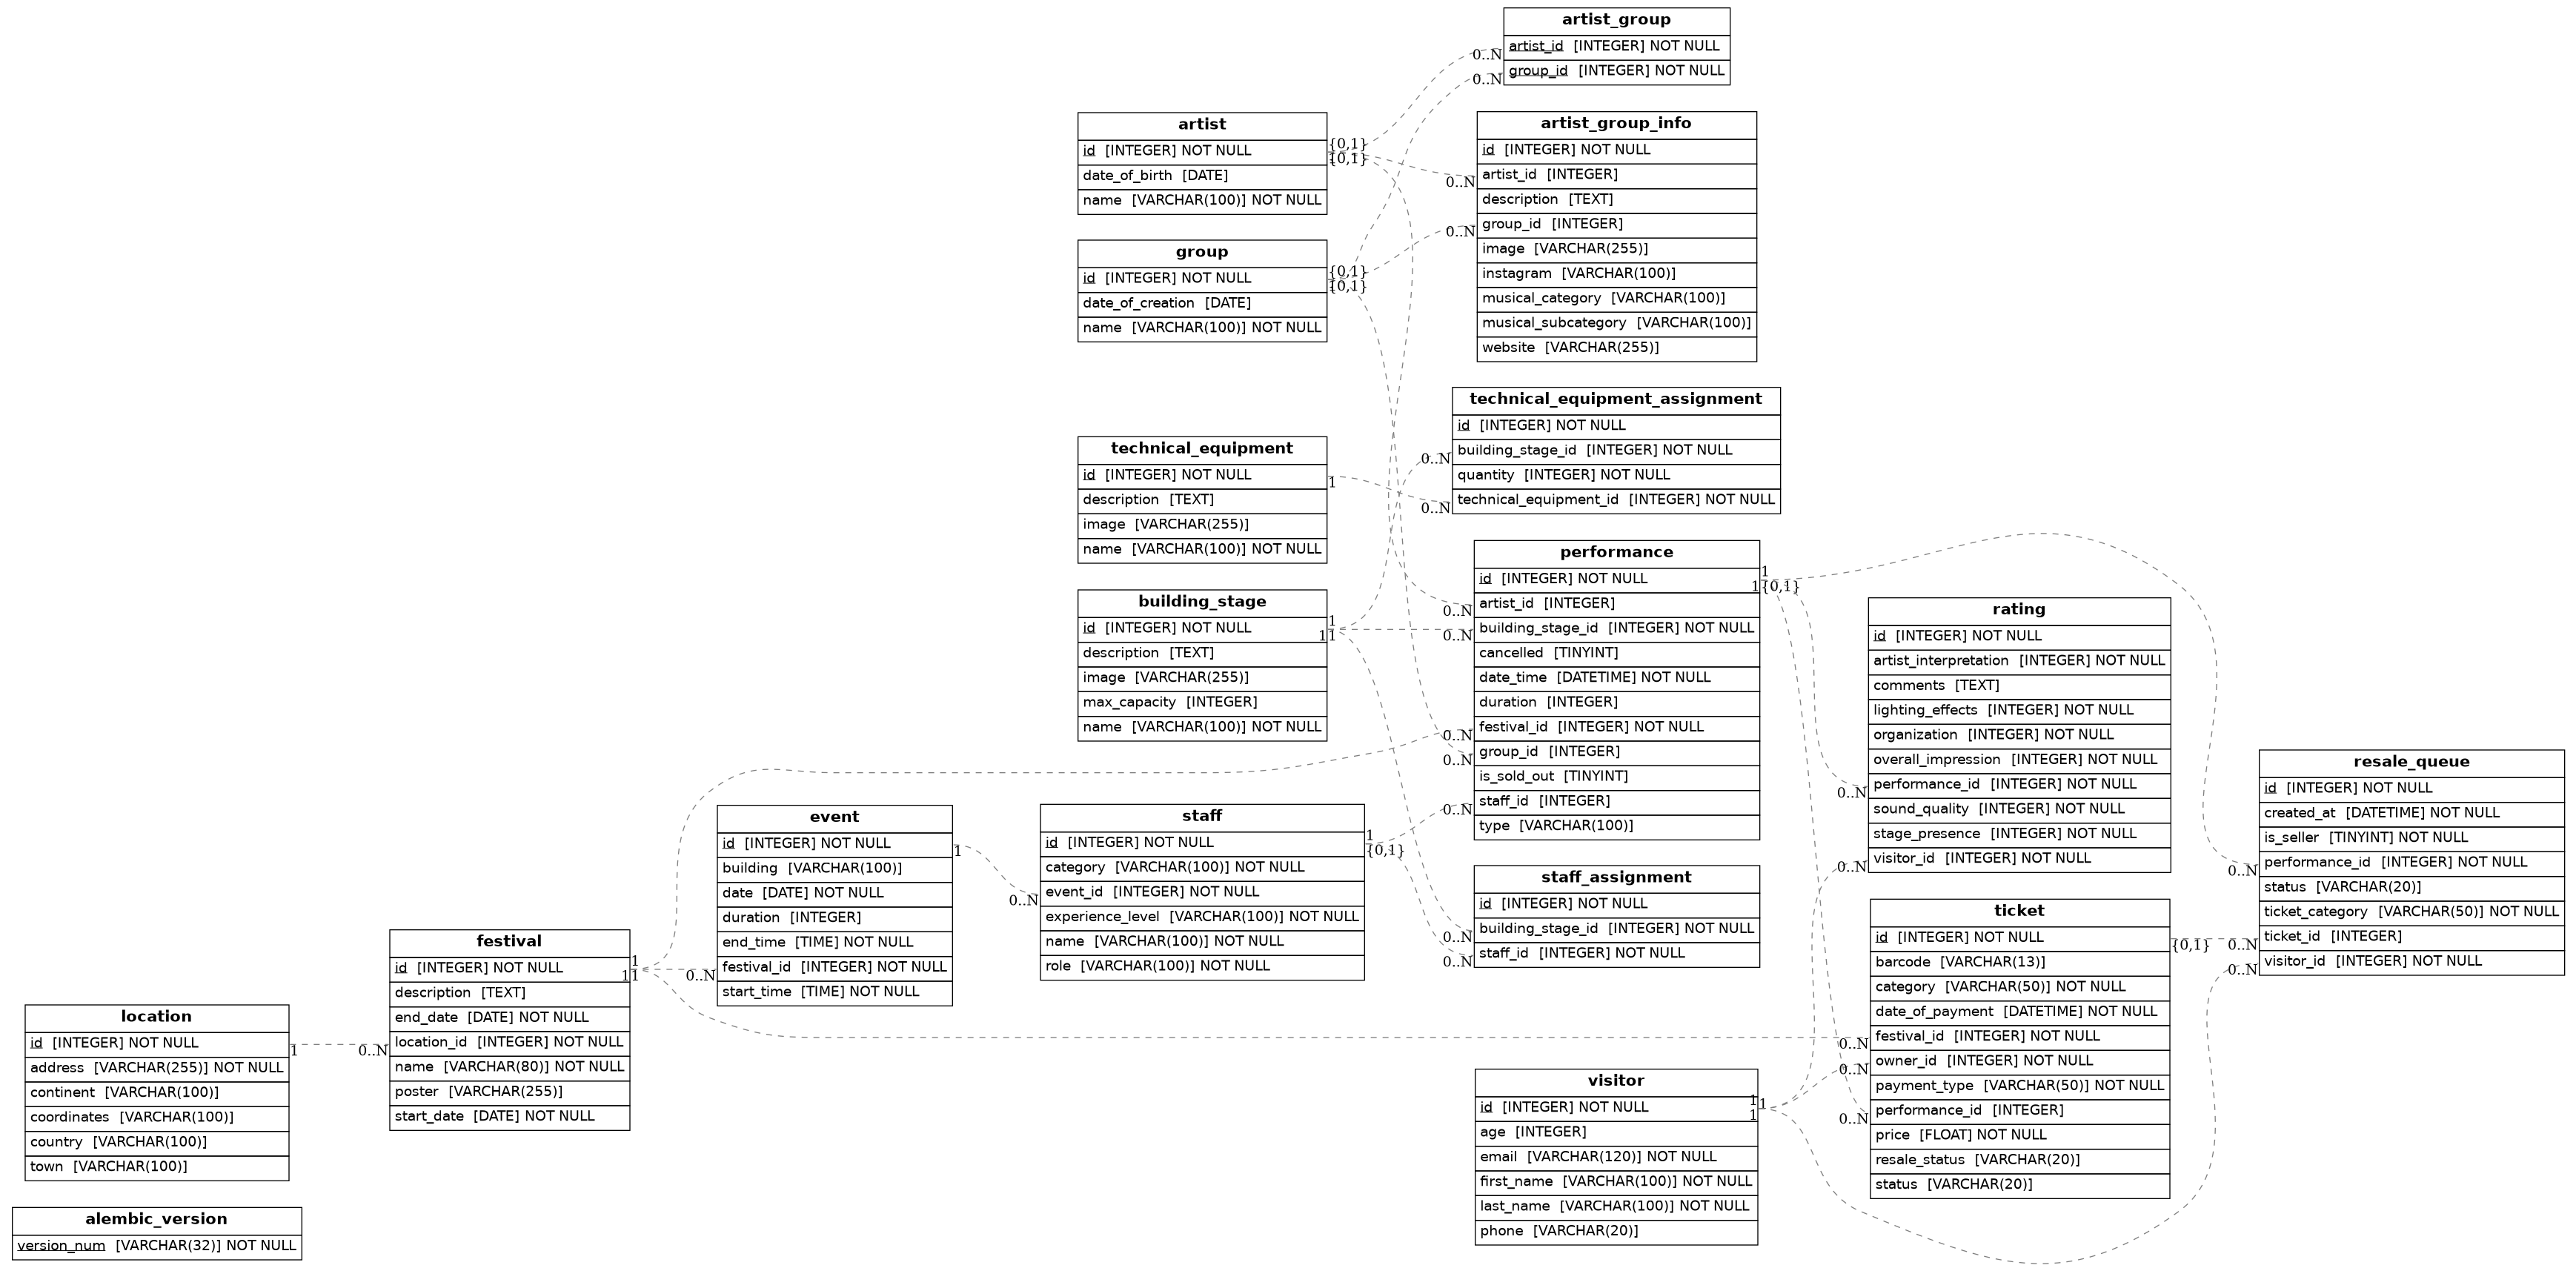 artist_group
artist_id [INTEGER] NOT NULL
group_id [INTEGER] NOT NULL
0..N
0..N
artist
id [INTEGER] NOT NULL
date_of_birth [DATE]
name [VARCHAR(100)] NOT NULL
{0,1}
{0,1}
artist_group_info
id [INTEGER] NOT NULL
artist_id [INTEGER]
description [TEXT]
group_id [INTEGER]
image [VARCHAR(255)]
instagram [VARCHAR(100)]
musical_category [VARCHAR(100)]
musical_subcategory [VARCHAR(100)]
website [VARCHAR(255)]
0..N
0..N
group
id [INTEGER] NOT NULL
date_of_creation [DATE]
name [VARCHAR(100)] NOT NULL
{0,1}
{0,1}
technical_equipment_assignment
id [INTEGER] NOT NULL
building_stage_id [INTEGER] NOT NULL
quantity [INTEGER] NOT NULL
technical_equipment_id [INTEGER] NOT NULL
0..N
0..N
technical_equipment
id [INTEGER] NOT NULL
description [TEXT]
image [VARCHAR(255)]
name [VARCHAR(100)] NOT NULL
1
performance
id [INTEGER] NOT NULL
artist_id [INTEGER]
building_stage_id [INTEGER] NOT NULL
cancelled [TINYINT]
date_time [DATETIME] NOT NULL
duration [INTEGER]
festival_id [INTEGER] NOT NULL
group_id [INTEGER]
is_sold_out [TINYINT]
staff_id [INTEGER]
type [VARCHAR(100)]
0..N
0..N
0..N
0..N
0..N
1
1{0,1}
building_stage
id [INTEGER] NOT NULL
description [TEXT]
image [VARCHAR(255)]
max_capacity [INTEGER]
name [VARCHAR(100)] NOT NULL
1
11
rating
id [INTEGER] NOT NULL
artist_interpretation [INTEGER] NOT NULL
comments [TEXT]
lighting_effects [INTEGER] NOT NULL
organization [INTEGER] NOT NULL
overall_impression [INTEGER] NOT NULL
performance_id [INTEGER] NOT NULL
sound_quality [INTEGER] NOT NULL
stage_presence [INTEGER] NOT NULL
visitor_id [INTEGER] NOT NULL
0..N
0..N
resale_queue
id [INTEGER] NOT NULL
created_at [DATETIME] NOT NULL
is_seller [TINYINT] NOT NULL
performance_id [INTEGER] NOT NULL
status [VARCHAR(20)]
ticket_category [VARCHAR(50)] NOT NULL
ticket_id [INTEGER]
visitor_id [INTEGER] NOT NULL
0..N
0..N
0..N
event
id [INTEGER] NOT NULL
building [VARCHAR(100)]
date [DATE] NOT NULL
duration [INTEGER]
end_time [TIME] NOT NULL
festival_id [INTEGER] NOT NULL
start_time [TIME] NOT NULL
1
0..N
staff
id [INTEGER] NOT NULL
category [VARCHAR(100)] NOT NULL
event_id [INTEGER] NOT NULL
experience_level [VARCHAR(100)] NOT NULL
name [VARCHAR(100)] NOT NULL
role [VARCHAR(100)] NOT NULL
0..N
1
{0,1}
staff_assignment
id [INTEGER] NOT NULL
building_stage_id [INTEGER] NOT NULL
staff_id [INTEGER] NOT NULL
0..N
0..N
ticket
id [INTEGER] NOT NULL
barcode [VARCHAR(13)]
category [VARCHAR(50)] NOT NULL
date_of_payment [DATETIME] NOT NULL
festival_id [INTEGER] NOT NULL
owner_id [INTEGER] NOT NULL
payment_type [VARCHAR(50)] NOT NULL
performance_id [INTEGER]
price [FLOAT] NOT NULL
resale_status [VARCHAR(20)]
status [VARCHAR(20)]
{0,1}
0..N
0..N
0..N
festival
id [INTEGER] NOT NULL
description [TEXT]
end_date [DATE] NOT NULL
location_id [INTEGER] NOT NULL
name [VARCHAR(80)] NOT NULL
poster [VARCHAR(255)]
start_date [DATE] NOT NULL
1
11
0..N
location
id [INTEGER] NOT NULL
address [VARCHAR(255)] NOT NULL
continent [VARCHAR(100)]
coordinates [VARCHAR(100)]
country [VARCHAR(100)]
town [VARCHAR(100)]
1
visitor
id [INTEGER] NOT NULL
age [INTEGER]
email [VARCHAR(120)] NOT NULL
first_name [VARCHAR(100)] NOT NULL
last_name [VARCHAR(100)] NOT NULL
phone [VARCHAR(20)]
11
1
alembic_version
version_num [VARCHAR(32)] NOT NULL